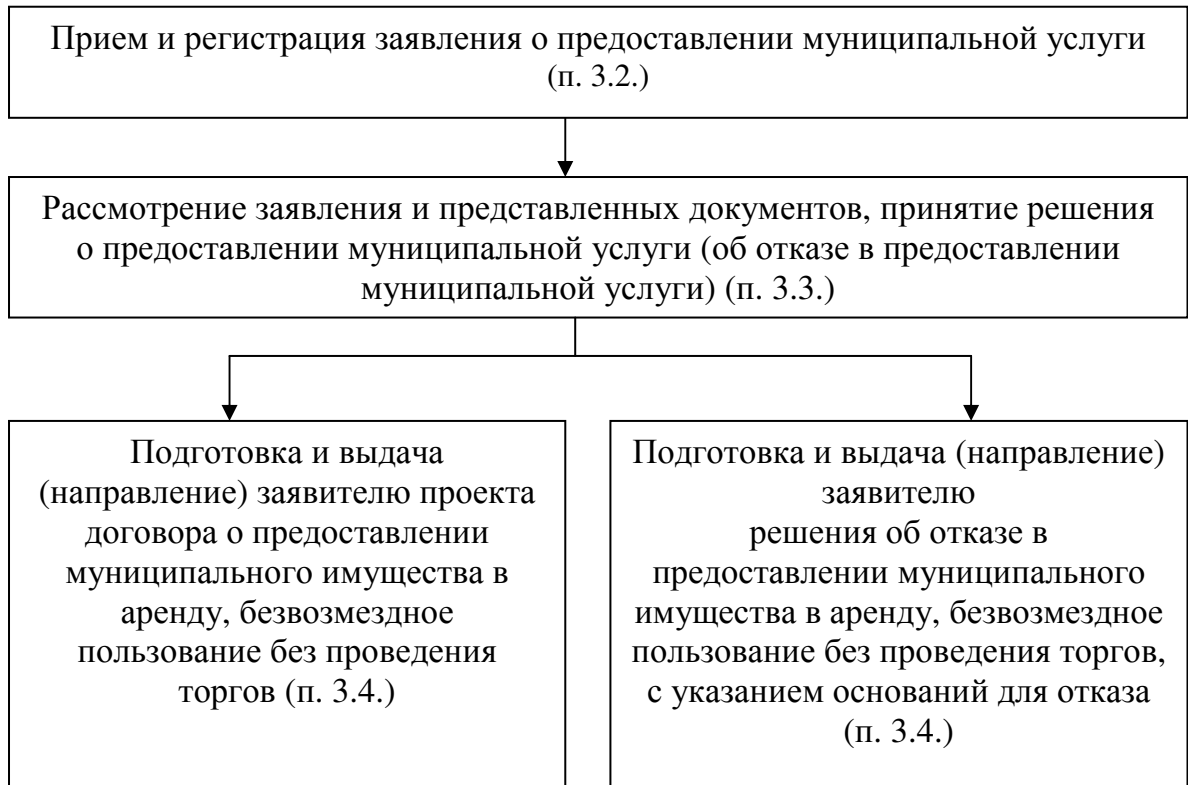 Прием и регистрация заявления о предоставлении муниципальной услуги
(п. 3.2.)
Рассмотрение заявления и представленных документов, принятие решения
о предоставлении муниципальной услуги (об отказе в предоставлении
муниципальной услуги) (п. 3.3.)
Подготовка и выдача
(направление) заявителю проекта
договора о предоставлении
муниципального имущества в
аренду, безвозмездное
пользование без проведения
торгов (п. 3.4.)
Подготовка и выдача (направление)
заявителю
решения об отказе в
предоставлении муниципального
имущества в аренду, безвозмездное
пользование без проведения торгов,
с указанием оснований для отказа
(п. 3.4.)